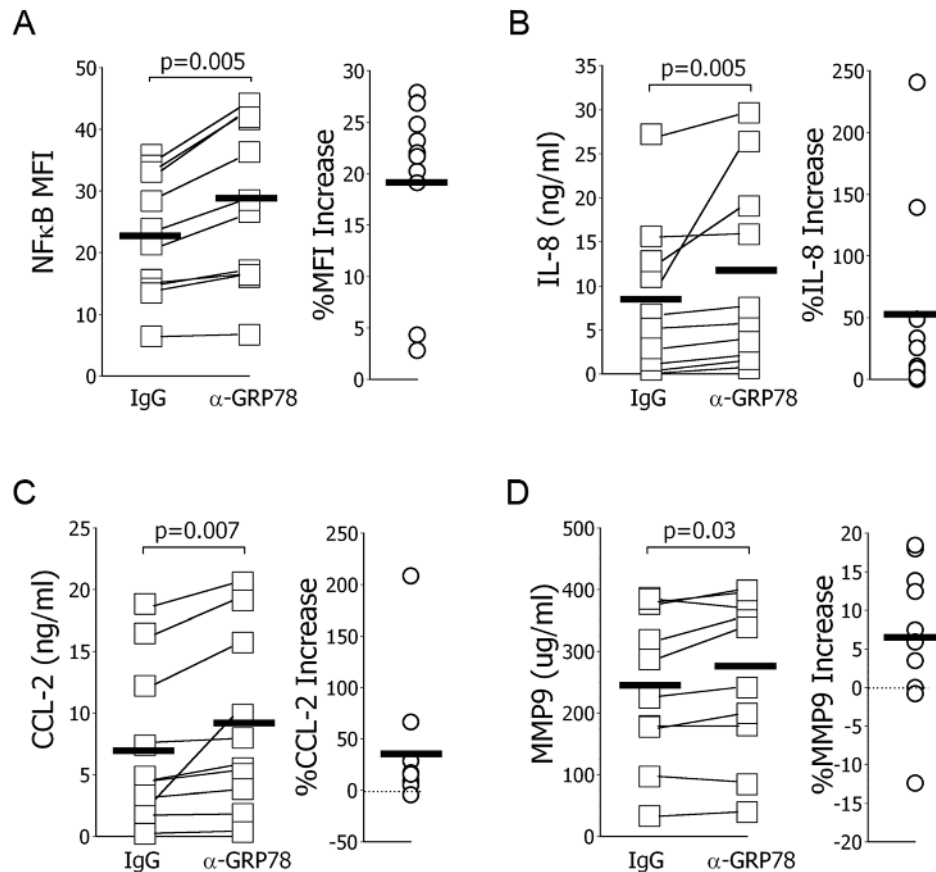 A
p=0.005
NFκB MFI
50
40
30
20
10
0
IgG
α-GRP78
%MFI Increase
30
25
20
15
10
5
0
B
p=0.005
IL-8 (ng/ml)
35
30
25
20
15
10
5
0
IgG
α-GRP78
%IL-8 Increase
250
200
150
100
50
0
C
p=0.007
CCL-2 (ng/ml)
25
20
15
10
5
0
IgG
α-GRP78
%CCL-2 Increase
250
200
150
100
50
0
-50
D
p=0.03
MMP9 (ug/ml)
500
400
300
200
100
0
IgG
α-GRP78
%MMP9 Increase
20
15
10
5
0
-5
-10
-15
-20